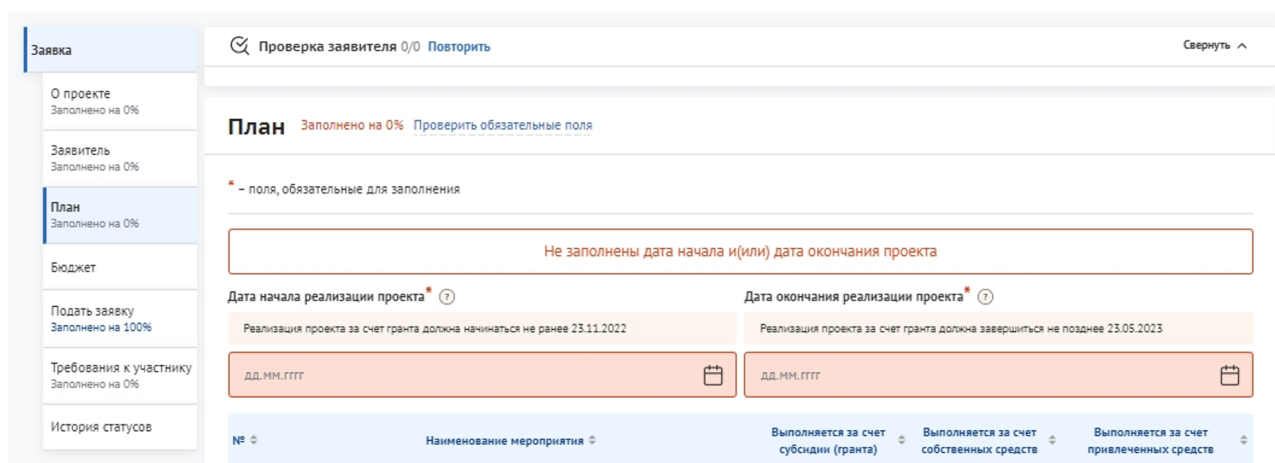 Заявка
О проекте
Заполнено на 0%
Заявитель
Заполнено на 0%
План
Заполнено на 0%
Бюджет
Подать заявку
Заполнено на 100%
Требования к участнику
Заполнено на 0%
История статусов
Проверка заявителя 0/0 Повторить
Свернуть
План Заполнено на 0% Проверить обязательные поля
* – поля, обязательные для заполнения
Не заполнены дата начала и(или) дата окончания проекта
Дата начала реализации проекта* ?
Реализация проекта за счет гранта должна начинаться не ранее 23.11.2022
дд.мм.гггг
Дата окончания реализации проекта* ?
Реализация проекта за счет гранта должна завершиться не позднее 23.05.2023
дд.мм.гггг
№
Наименование мероприятия
Выполняется за счет
субсидии (гранта)
Выполняется за счет
собственных средств
Выполняется за счет
привлеченных средств